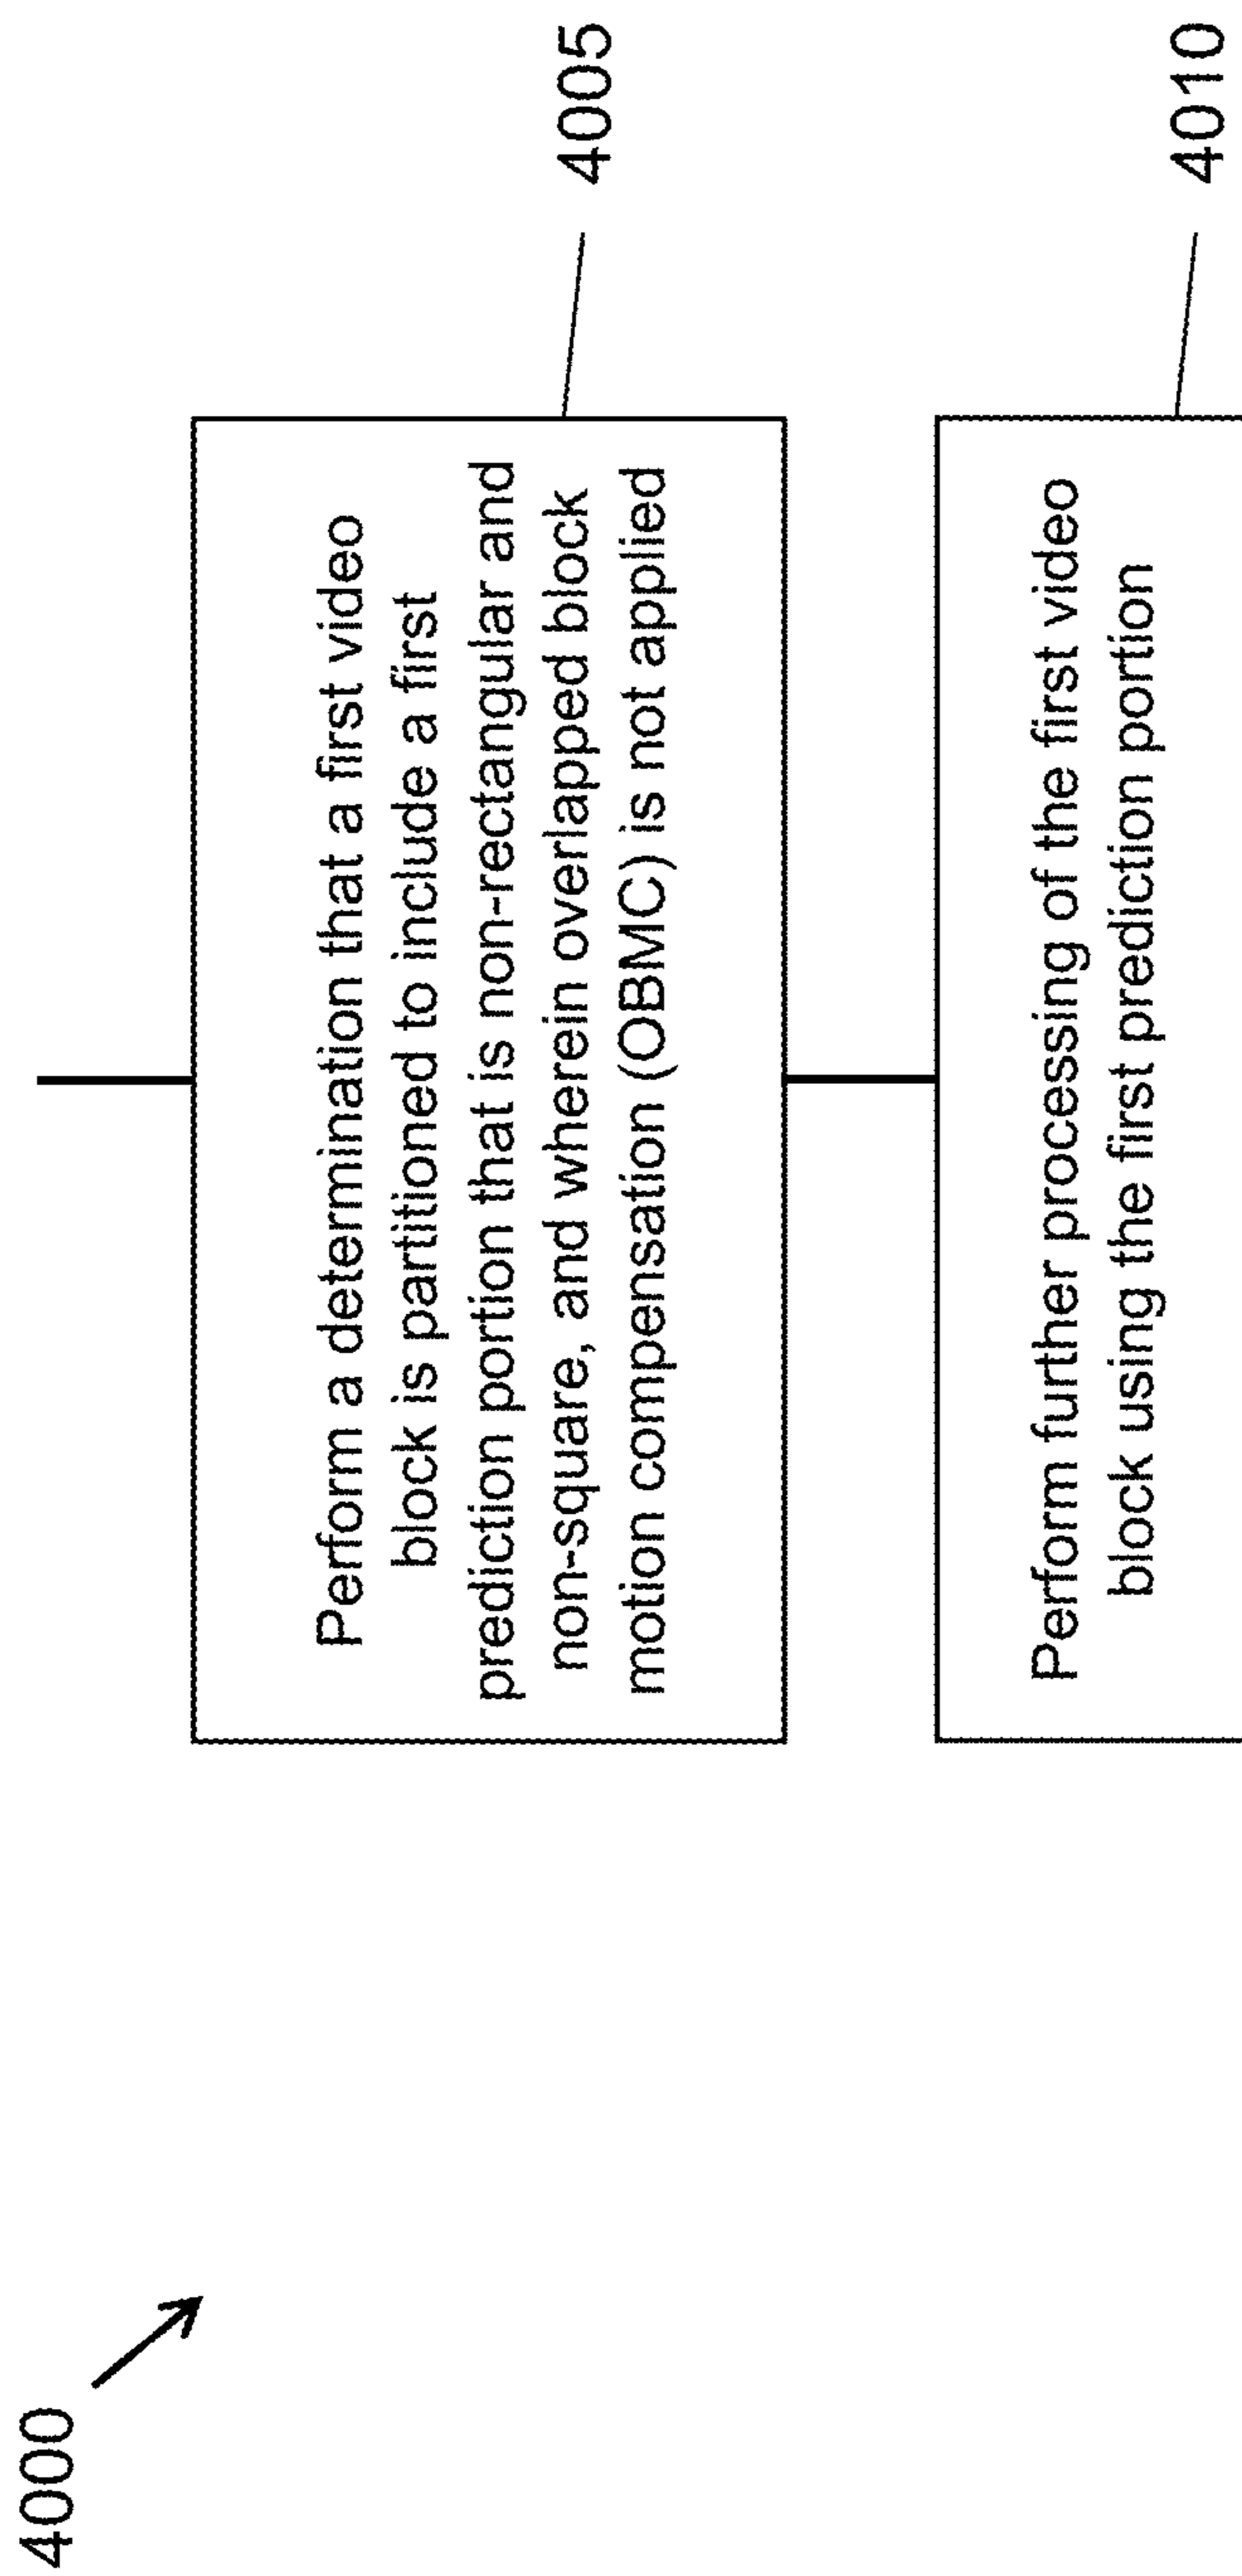 4000
Perform a determination that a first video
block is partitioned to include a first
prediction portion that is non-rectangular and
non-square, and wherein overlapped block
motion compensation (OBMC) is not applied
4005
Perform further processing of the first video
block using the first prediction portion
4010